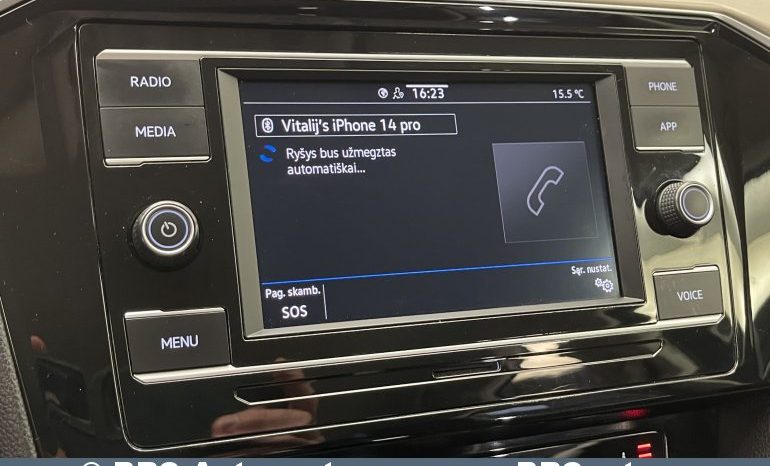 RADIO
MEDIA
MENU
16:23
15.5 °C
Vitalij's iPhone 14 pro
Ryšys bus užmegztas
automatiškai...
Sąr. nustat.
Pag. skamb.
SOS
PHONE
APP
VOICE